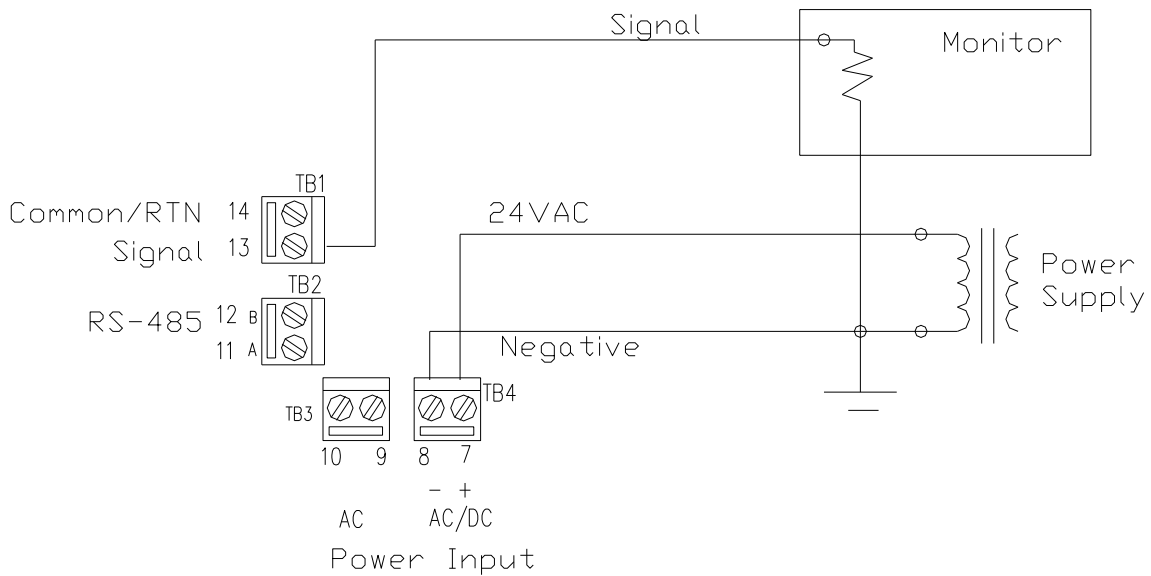 Signal
Monitor
TB1
Common/RTN 14
Signal 13
24VAC
TB2
RS-485 12 B
11 A
Power
Supply
Negative
TB3
TB4
10 9 8 7
- +
AC AC/DC
Power Input